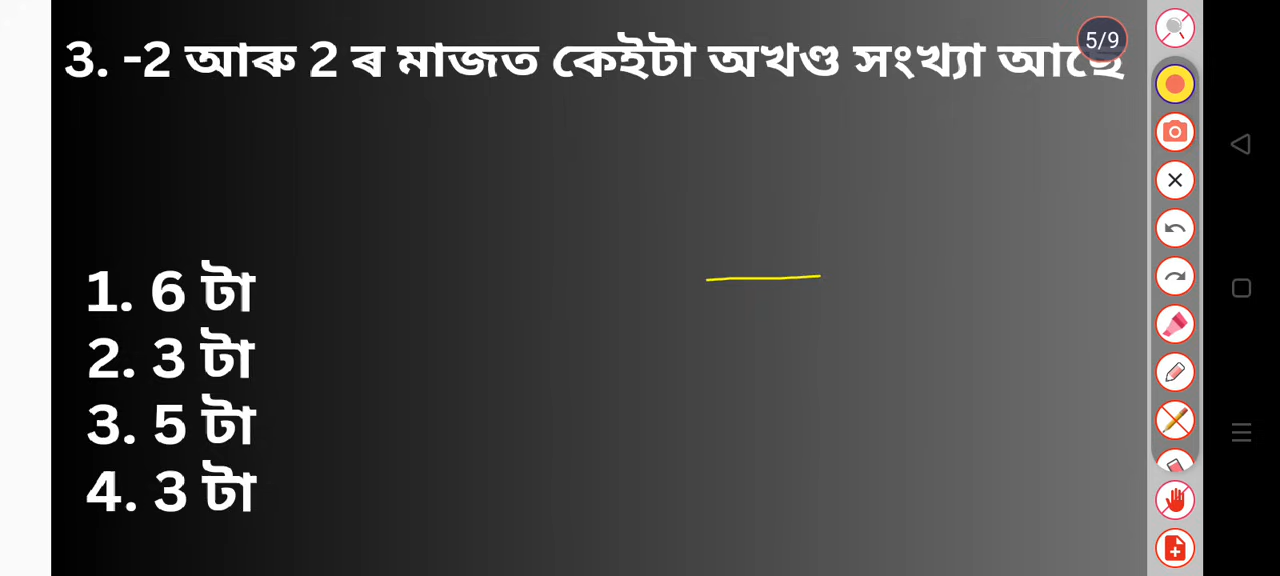 3. -2 আৰু 2 ৰ মাজত কেইটা অখণ্ড সংখ্যা আছে
5/9
1. 6 টা
2. 3 টা
3. 5 টা
4. 3 টা